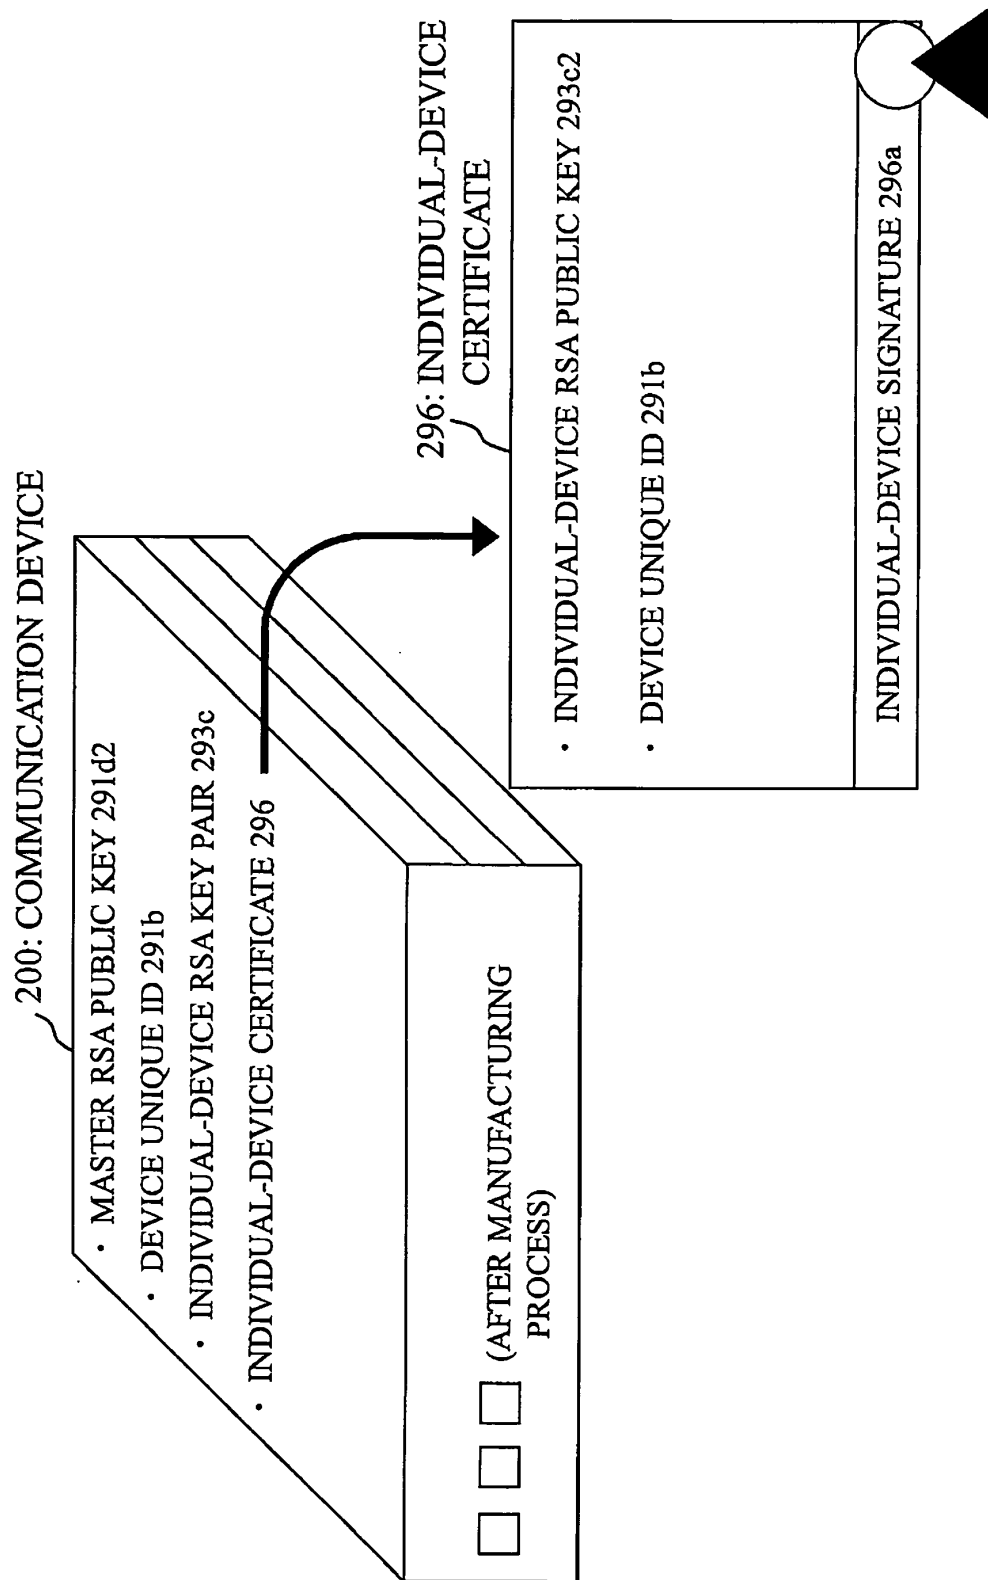 200: COMMUNICATION DEVICE
· MASTER RSA PUBLIC KEY 291d2
· DEVICE UNIQUE ID 291b
· INDIVIDUAL-DEVICE RSA KEY PAIR 293c
· INDIVIDUAL-DEVICE CERTIFICATE 296
(AFTER MANUFACTURING
PROCESS)
296: INDIVIDUAL-DEVICE
CERTIFICATE
· INDIVIDUAL-DEVICE RSA PUBLIC KEY 293c2
· DEVICE UNIQUE ID 291b
INDIVIDUAL-DEVICE SIGNATURE 296a